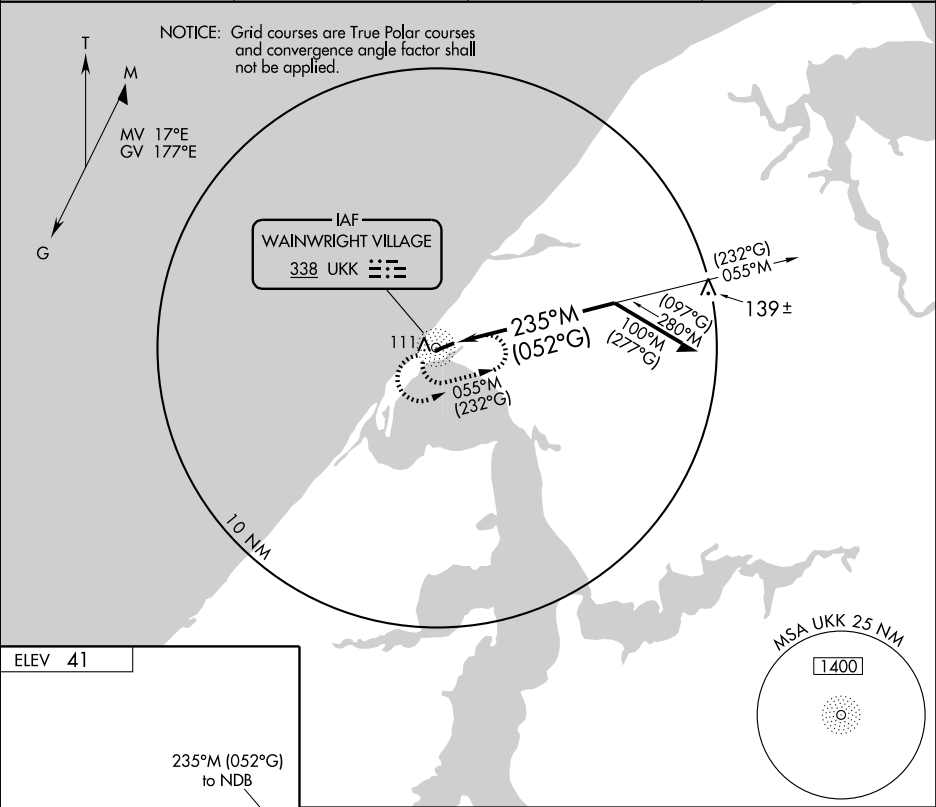 NOTICE: Grid courses are True Polar courses
and convergence angle factor shall
not be applied.
T
M
MV 17°E
GV 177°E
G
IAF
WAINWRIGHT VILLAGE
338 UKK
(232°G)
055°M
139±
(097°G)
280°M
100°M
(277°G)
235°M
(052°G)
111
055°M
(232°G)
10 NM
MSA UKK 25 NM
1400
ELEV 41
235°M (052°G)
to NDB